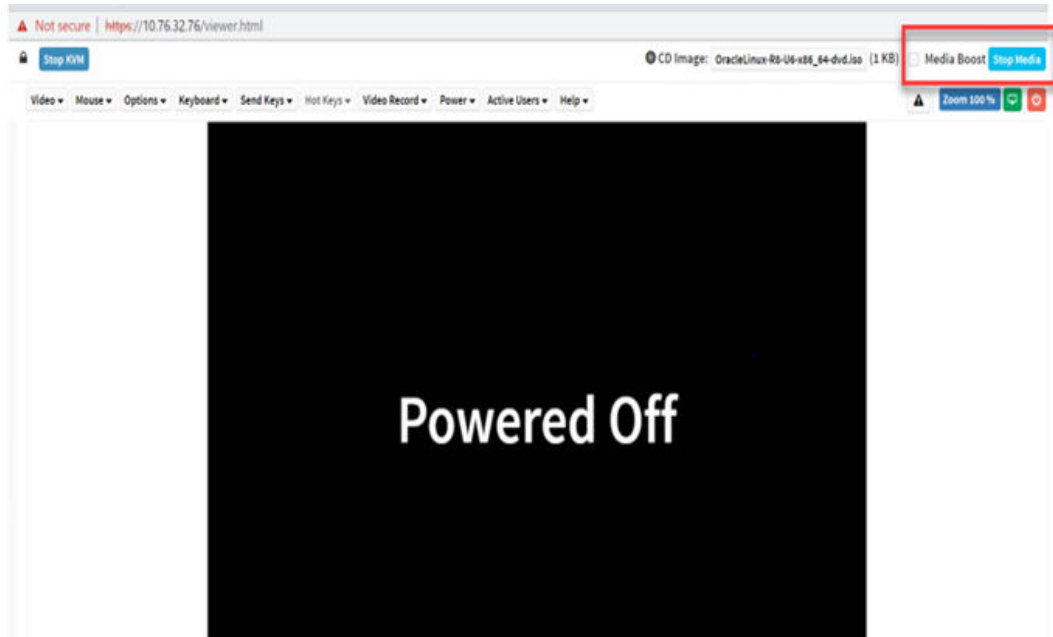 Not secure | https://10.76.32.76/viewer.html
Stop KVM CD Image: OracleLinux-R8-U6-x86_64-dvd.iso (1 KB) Media Boost Stop Media
Video Mouse Options Keyboard Send Keys Hot Keys Video Record Power Active Users Help Zoom 100 %
Powered Off